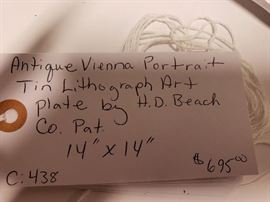 Antique Vienna Portrait
Tin Lithograph Art
plate by H.D. Beach
Co. Pat.
14" x 14"
$695.00
C: 438